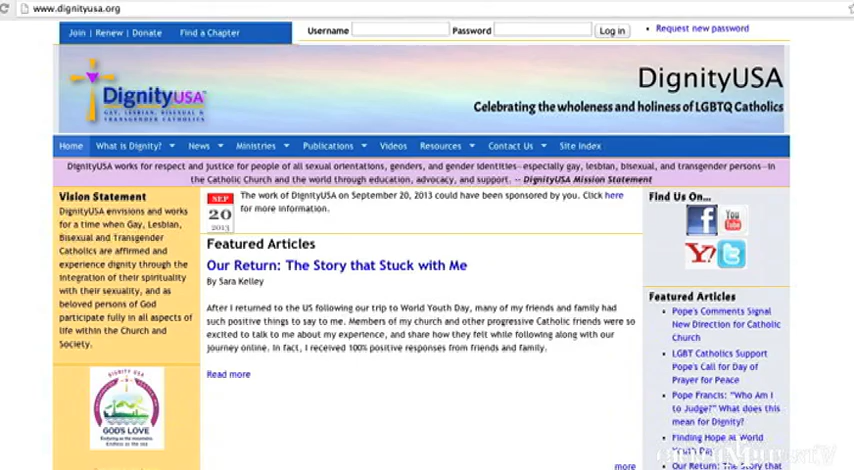 www.dignityusa.org
Join | Renew | Donate Find a Chapter
Username Password Log in
Request new password
DignityUSA
GAY, LESBIAN, BISEXUAL &
TRANSGENDER CATHOLICS
DignityUSA
Celebrating the wholeness and holiness of LGBTQ Catholics
Home What is Dignity? News Ministries Publications Videos Resources Contact Us Site Index
DignityUSA works for respect and justice for people of all sexual orientations, genders, and gender identities—especially gay, lesbian, bisexual, and transgender persons—in
the Catholic Church and the world through education, advocacy, and support. -- DignityUSA Mission Statement
Vision Statement
DignityUSA envisions and works
for a time when Gay, Lesbian,
Bisexual and Transgender
Catholics are affirmed and
experience dignity through the
integration of their spirituality
with their sexuality, and as
beloved persons of God
participate fully in all aspects of
life within the Church and
Society.
DIGNITY USA
GOD'S LOVE
Enduring as the mountains,
Endless as the sea
SEP
20
2013
The work of DignityUSA on September 20, 2013 could have been sponsored by you. Click here
for more information.
Featured Articles
Our Return: The Story that Stuck with Me
By Sara Kelley
After I returned to the US following our trip to World Youth Day, many of my friends and family had
such positive things to say to me. Members of my church and other progressive Catholic friends were so
excited to talk to me about my experience, and share how they felt while following along with our
journey online. In fact, I received 100% positive responses from friends and family.
Read more
more
Find Us On...
f You Tube
Y! t
Featured Articles
Pope's Comments Signal
New Direction for Catholic
Church
LGBT Catholics Support
Pope's Call for Day of
Prayer for Peace
Pope Francis: "Who Am I
to Judge?" What does this
mean for Dignity?
Finding Hope at World
Youth Day
Our Return: The Story that